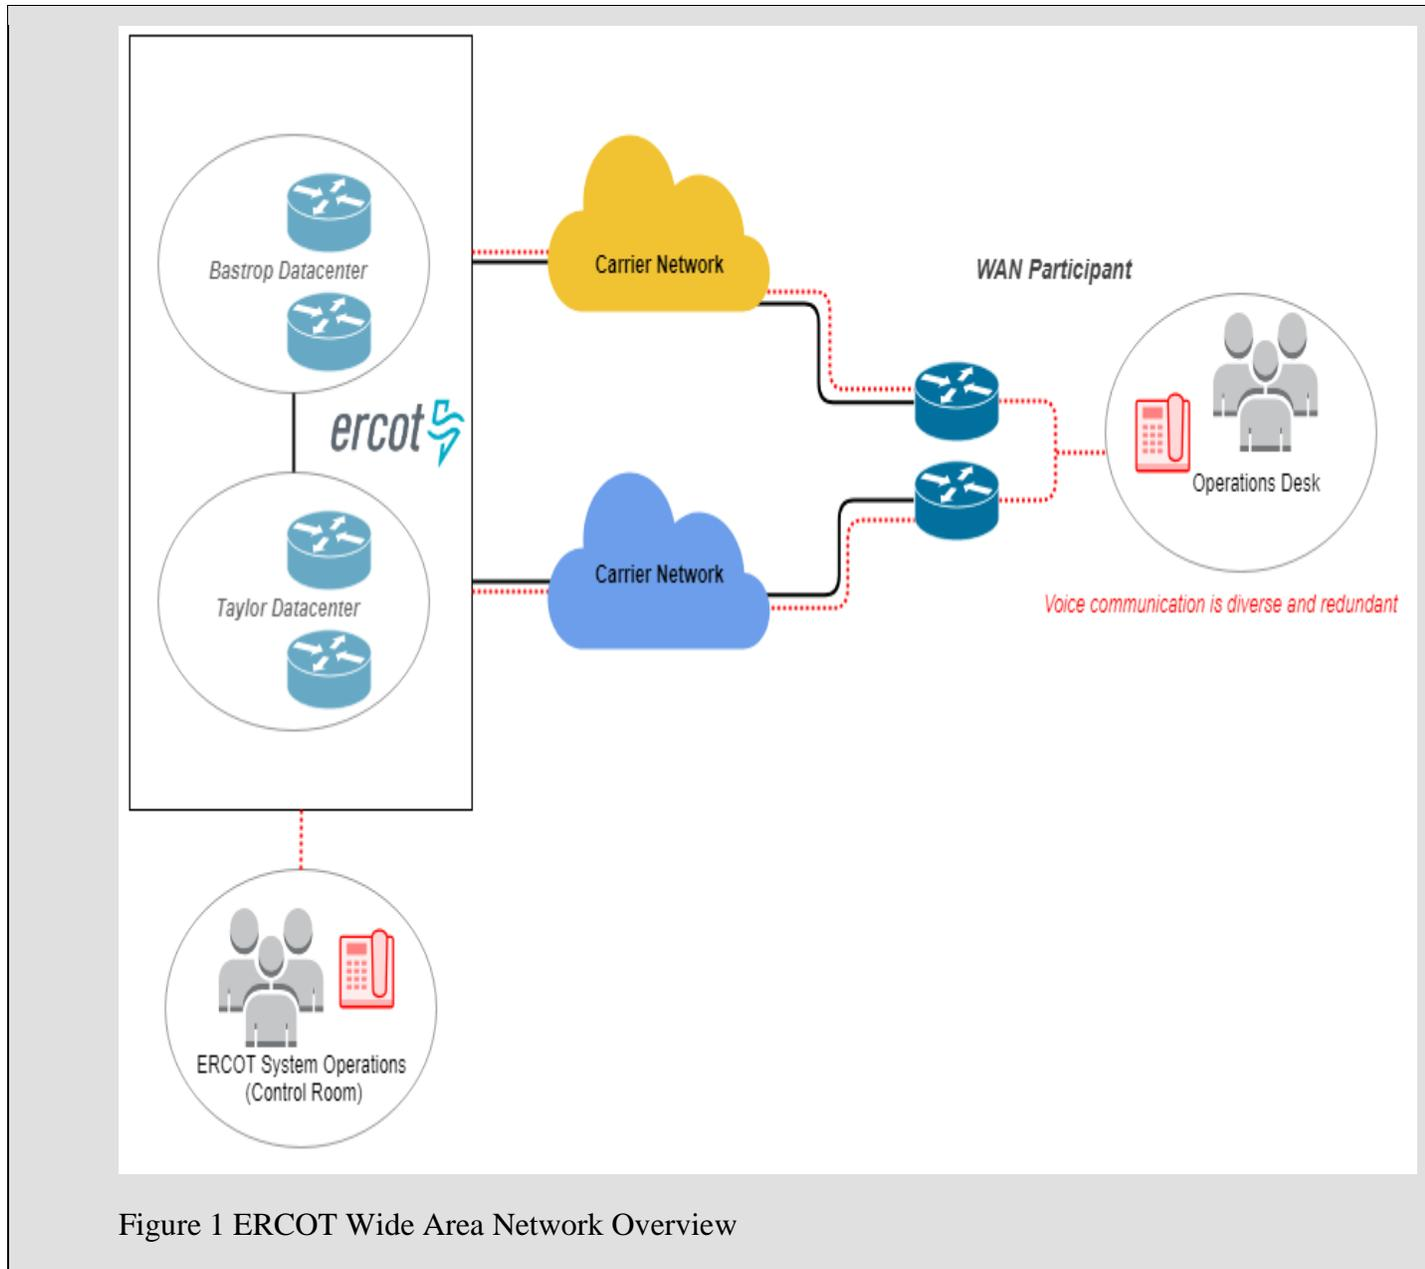 Bastrop Datacenter
ercot
Taylor Datacenter
Carrier Network
Carrier Network
WAN Participant
Operations Desk
Voice communication is diverse and redundant
ERCOT System Operations
(Control Room)
Figure 1 ERCOT Wide Area Network Overview